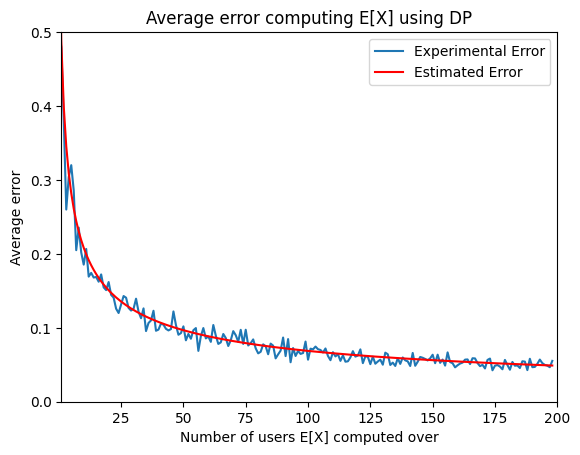 Average error computing E[X] using DP
Experimental Error
Estimated Error
Average error
0.5
0.4
0.3
0.2
0.1
0.0
25 50 75 100 125 150 175 200
Number of users E[X] computed over